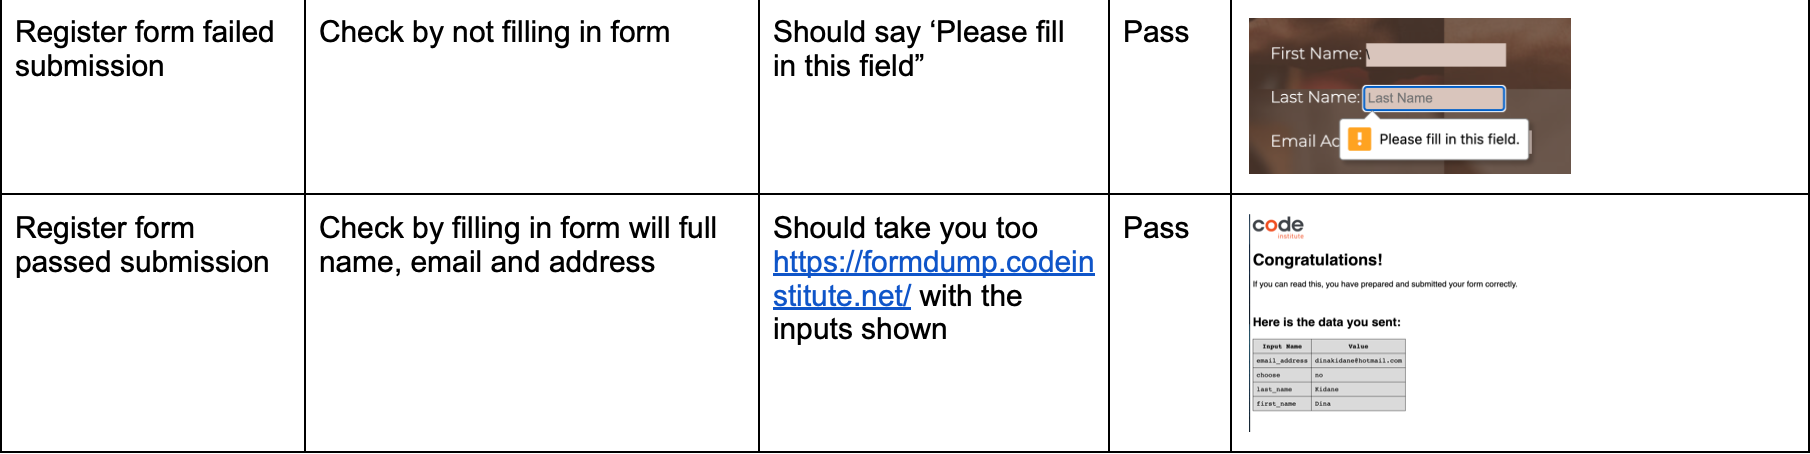 Register form failed
submission
Check by not filling in form
Should say ‘Please fill
in this field”
Pass
First Name: \
Last Name: Last Name
Email Ad
! Please fill in this field.
Register form
passed submission
Check by filling in form will full
name, email and address
Should take you too
https://formdump.codein
stitute.net/ with the
inputs shown
Pass
code
institute
Congratulations!
If you can read this, you have prepared and submitted your form correctly.
Here is the data you sent:
Input Name Value
email_address dinakidane@hotmail.com
choose no
last_name Kidane
first_name Dina